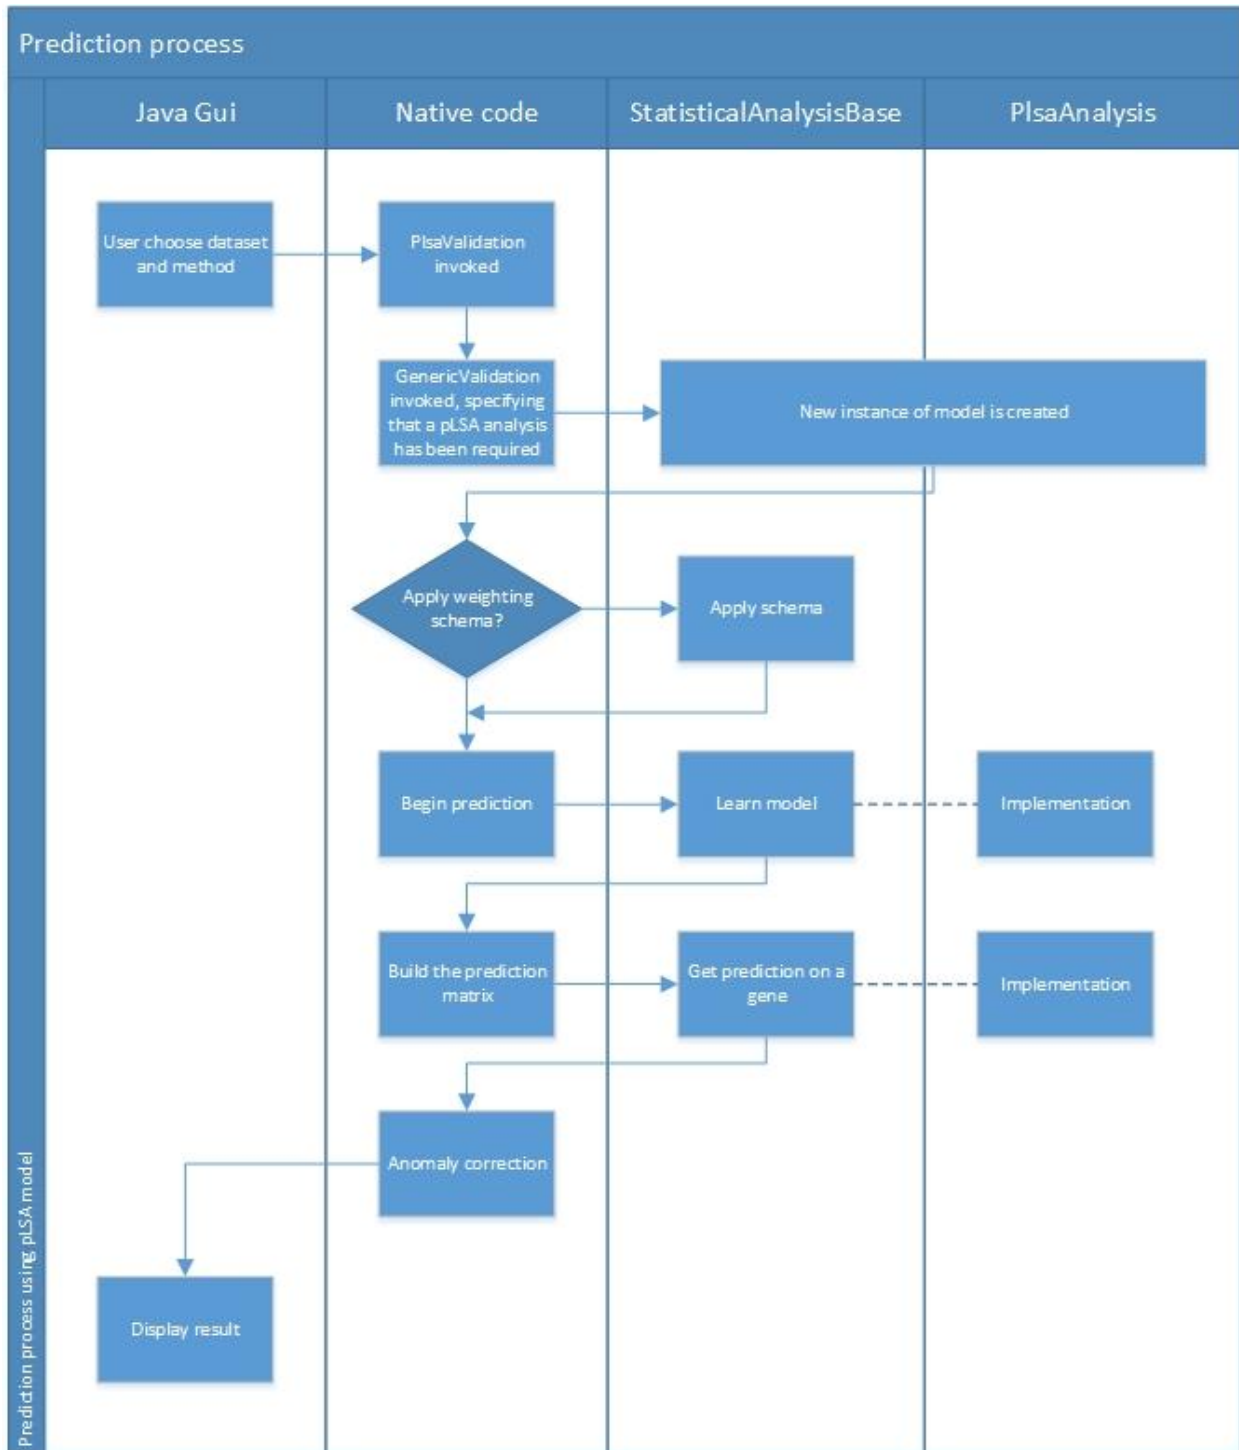 Prediction process
Java Gui
Native code
StatisticalAnalysisBase
PlsaAnalysis
User choose dataset
and method
PlsaValidation
invoked
GenericValidation
invoked, specifying
that a pLSA analysis
has been required
New instance of model is created
Apply weighting
schema?
Apply schema
Begin prediction
Learn model
Implementation
Build the prediction
matrix
Get prediction on a
gene
Implementation
Anomaly correction
Display result
Prediction process using pLSA model